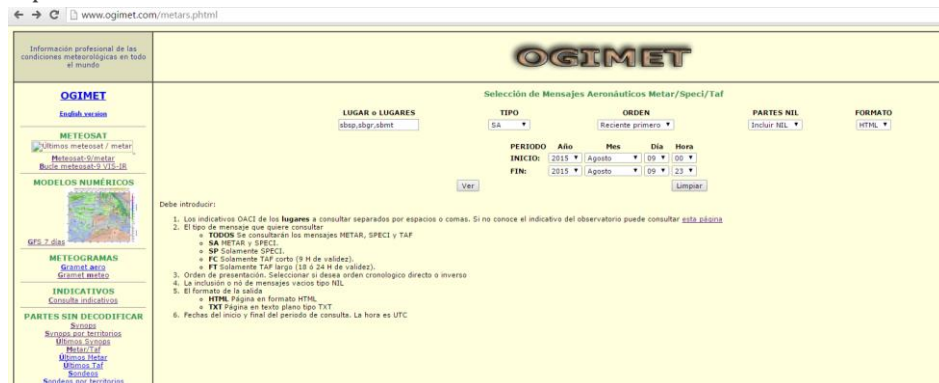 www.ogimet.com/metars.phtml
Información profesional de las
condiciones meteorológicas en todo
el mundo
OGIMET
OGIMET
English version
METEOSAT
Últimos meteosat / metar
Meteosat-9/metar
Bucle meteosat-9 VIS-IR
MODELOS NUMÉRICOS
GFS 7 días
METEOGRAMAS
Gramet aero
Gramet meteo
INDICATIVOS
Consulta indicativos
PARTES SIN DECODIFICAR
Synops
Synops por territorios
Últimos Synops
Metar/Taf
Últimos Metar
Últimos Taf
Sondeos
Sondeos por territorios
Selección de Mensajes Aeronáuticos Metar/Speci/Taf
LUGAR o LUGARES TIPO ORDEN PARTES NIL FORMATO
sbsp,sbgr,sbmt SA Reciente primero Incluir NIL HTML
PERIODO Año Mes Día Hora
INICIO: 2015 Agosto 09 00
FIN: 2015 Agosto 09 23
Ver Limpiar
Debe introducir:
1. Los indicativos OACI de los lugares a consultar separados por espacios o comas. Si no conoce el indicativo del observatorio puede consultar esta página
2. El tipo de mensaje que quiere consultar
TODOS Se consultarán los mensajes METAR, SPECI y TAF
SA METAR y SPECI.
SP Solamente SPECI.
FC Solamente TAF corto (9 H de validez).
FT Solamente TAF largo (18 ó 24 H de validez).
3. Orden de presentación. Seleccionar si desea orden cronologico directo o inverso
4. La inclusión o nó de mensajes vacios tipo NIL
5. El formato de la salida
HTML Página en formato HTML
TXT Página en texto plano tipo TXT
6. Fechas del inicio y final del periodo de consulta. La hora es UTC